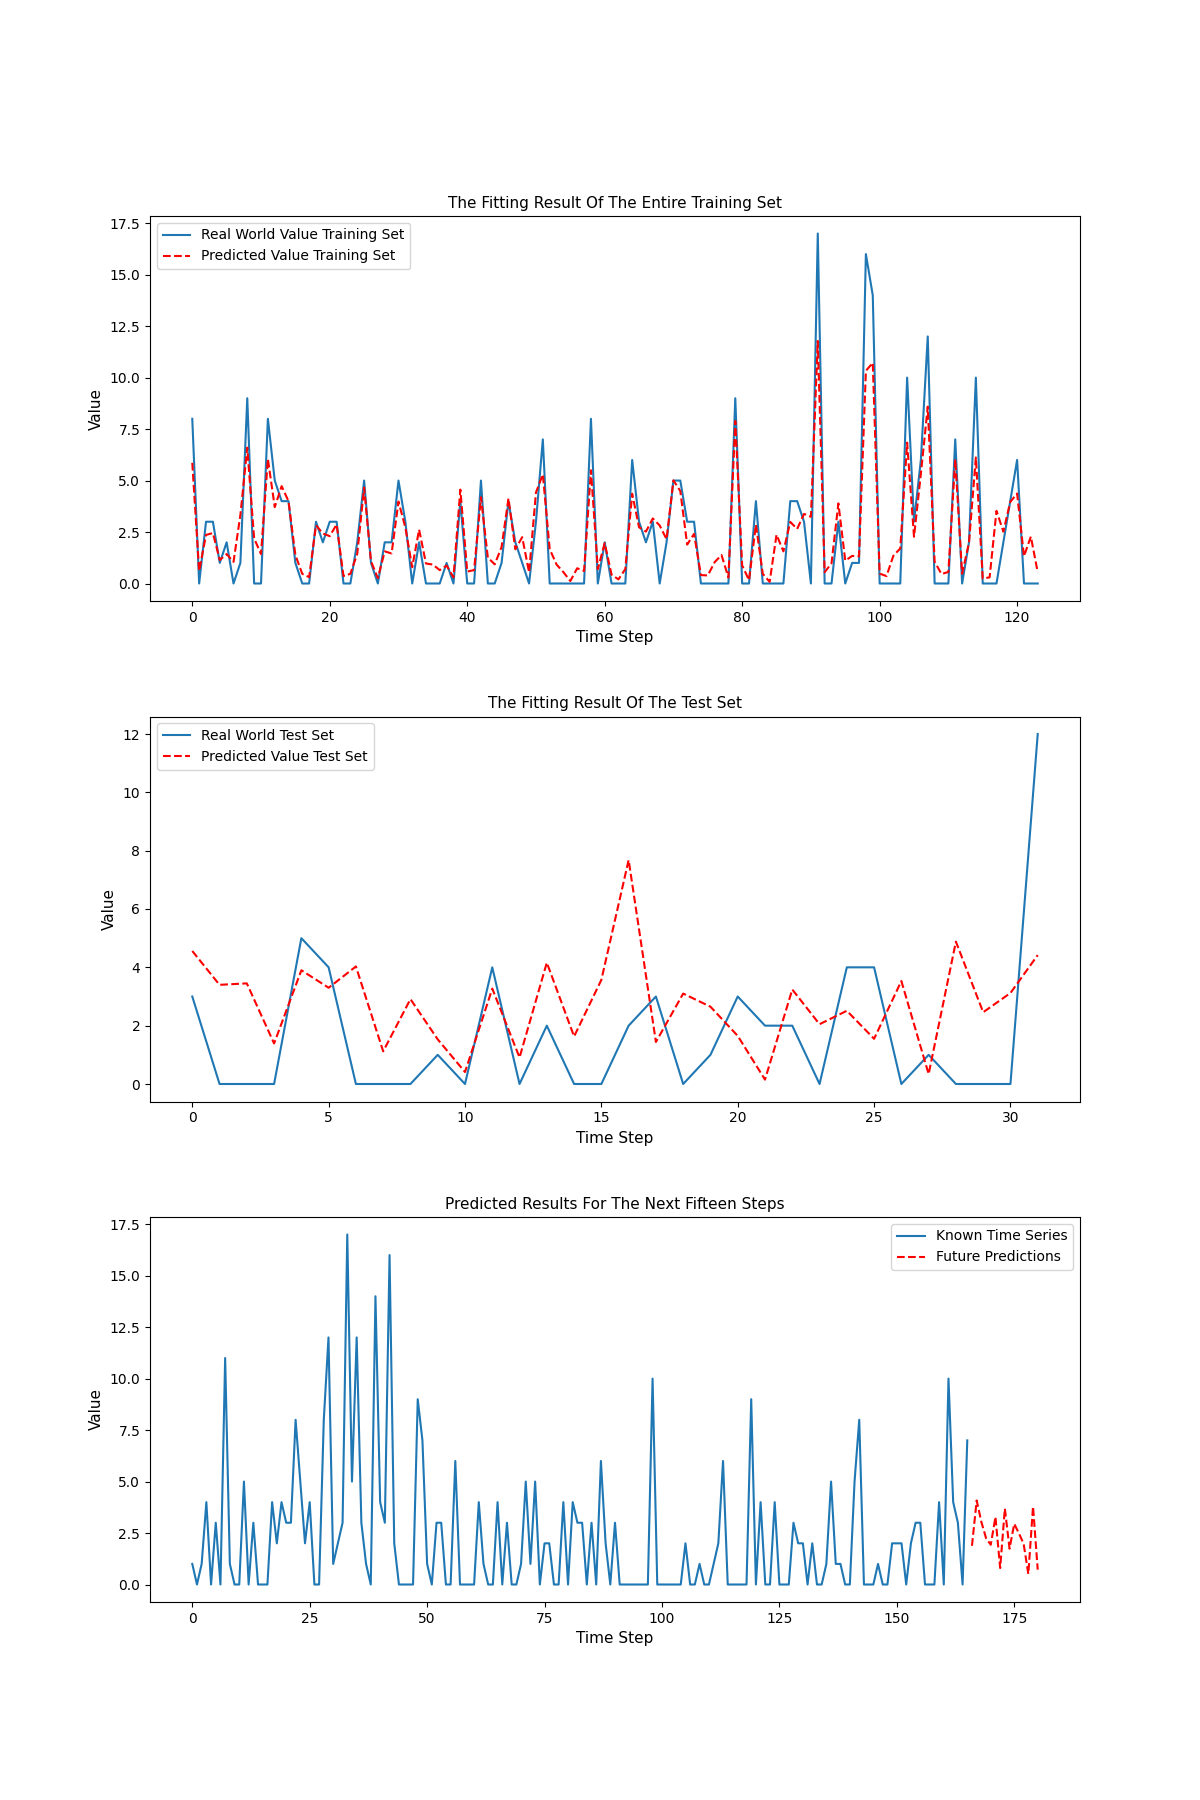 The Fitting Result Of The Entire Training Set
17.5
15.0
12.5
10.0
7.5
5.0
2.5
0.0
Value
Real World Value Training Set
Predicted Value Training Set
0 20 40 60 80 100 120
Time Step
The Fitting Result Of The Test Set
12
10
8
6
4
2
0
Value
Real World Test Set
Predicted Value Test Set
0 5 10 15 20 25 30
Time Step
Predicted Results For The Next Fifteen Steps
17.5
15.0
12.5
10.0
7.5
5.0
2.5
0.0
Value
Known Time Series
Future Predictions
0 25 50 75 100 125 150 175
Time Step